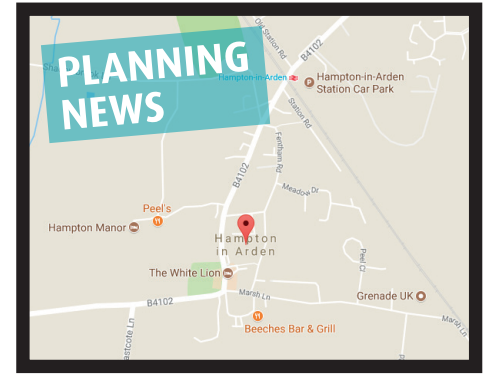 PLANNING
NEWS
Old Station Rd
B4102
Hampton-in-Arden
Hampton-in-Arden
Station Car Park
Station Rd
Fentham Rd
B4102
Meadow Dr
Peel's
Hampton Manor
Hampton
in Arden
Peel Cl
The White Lion
Marsh Ln
Grenade UK
B4102
Marsh Ln
Beeches Bar & Grill
astcote Ln